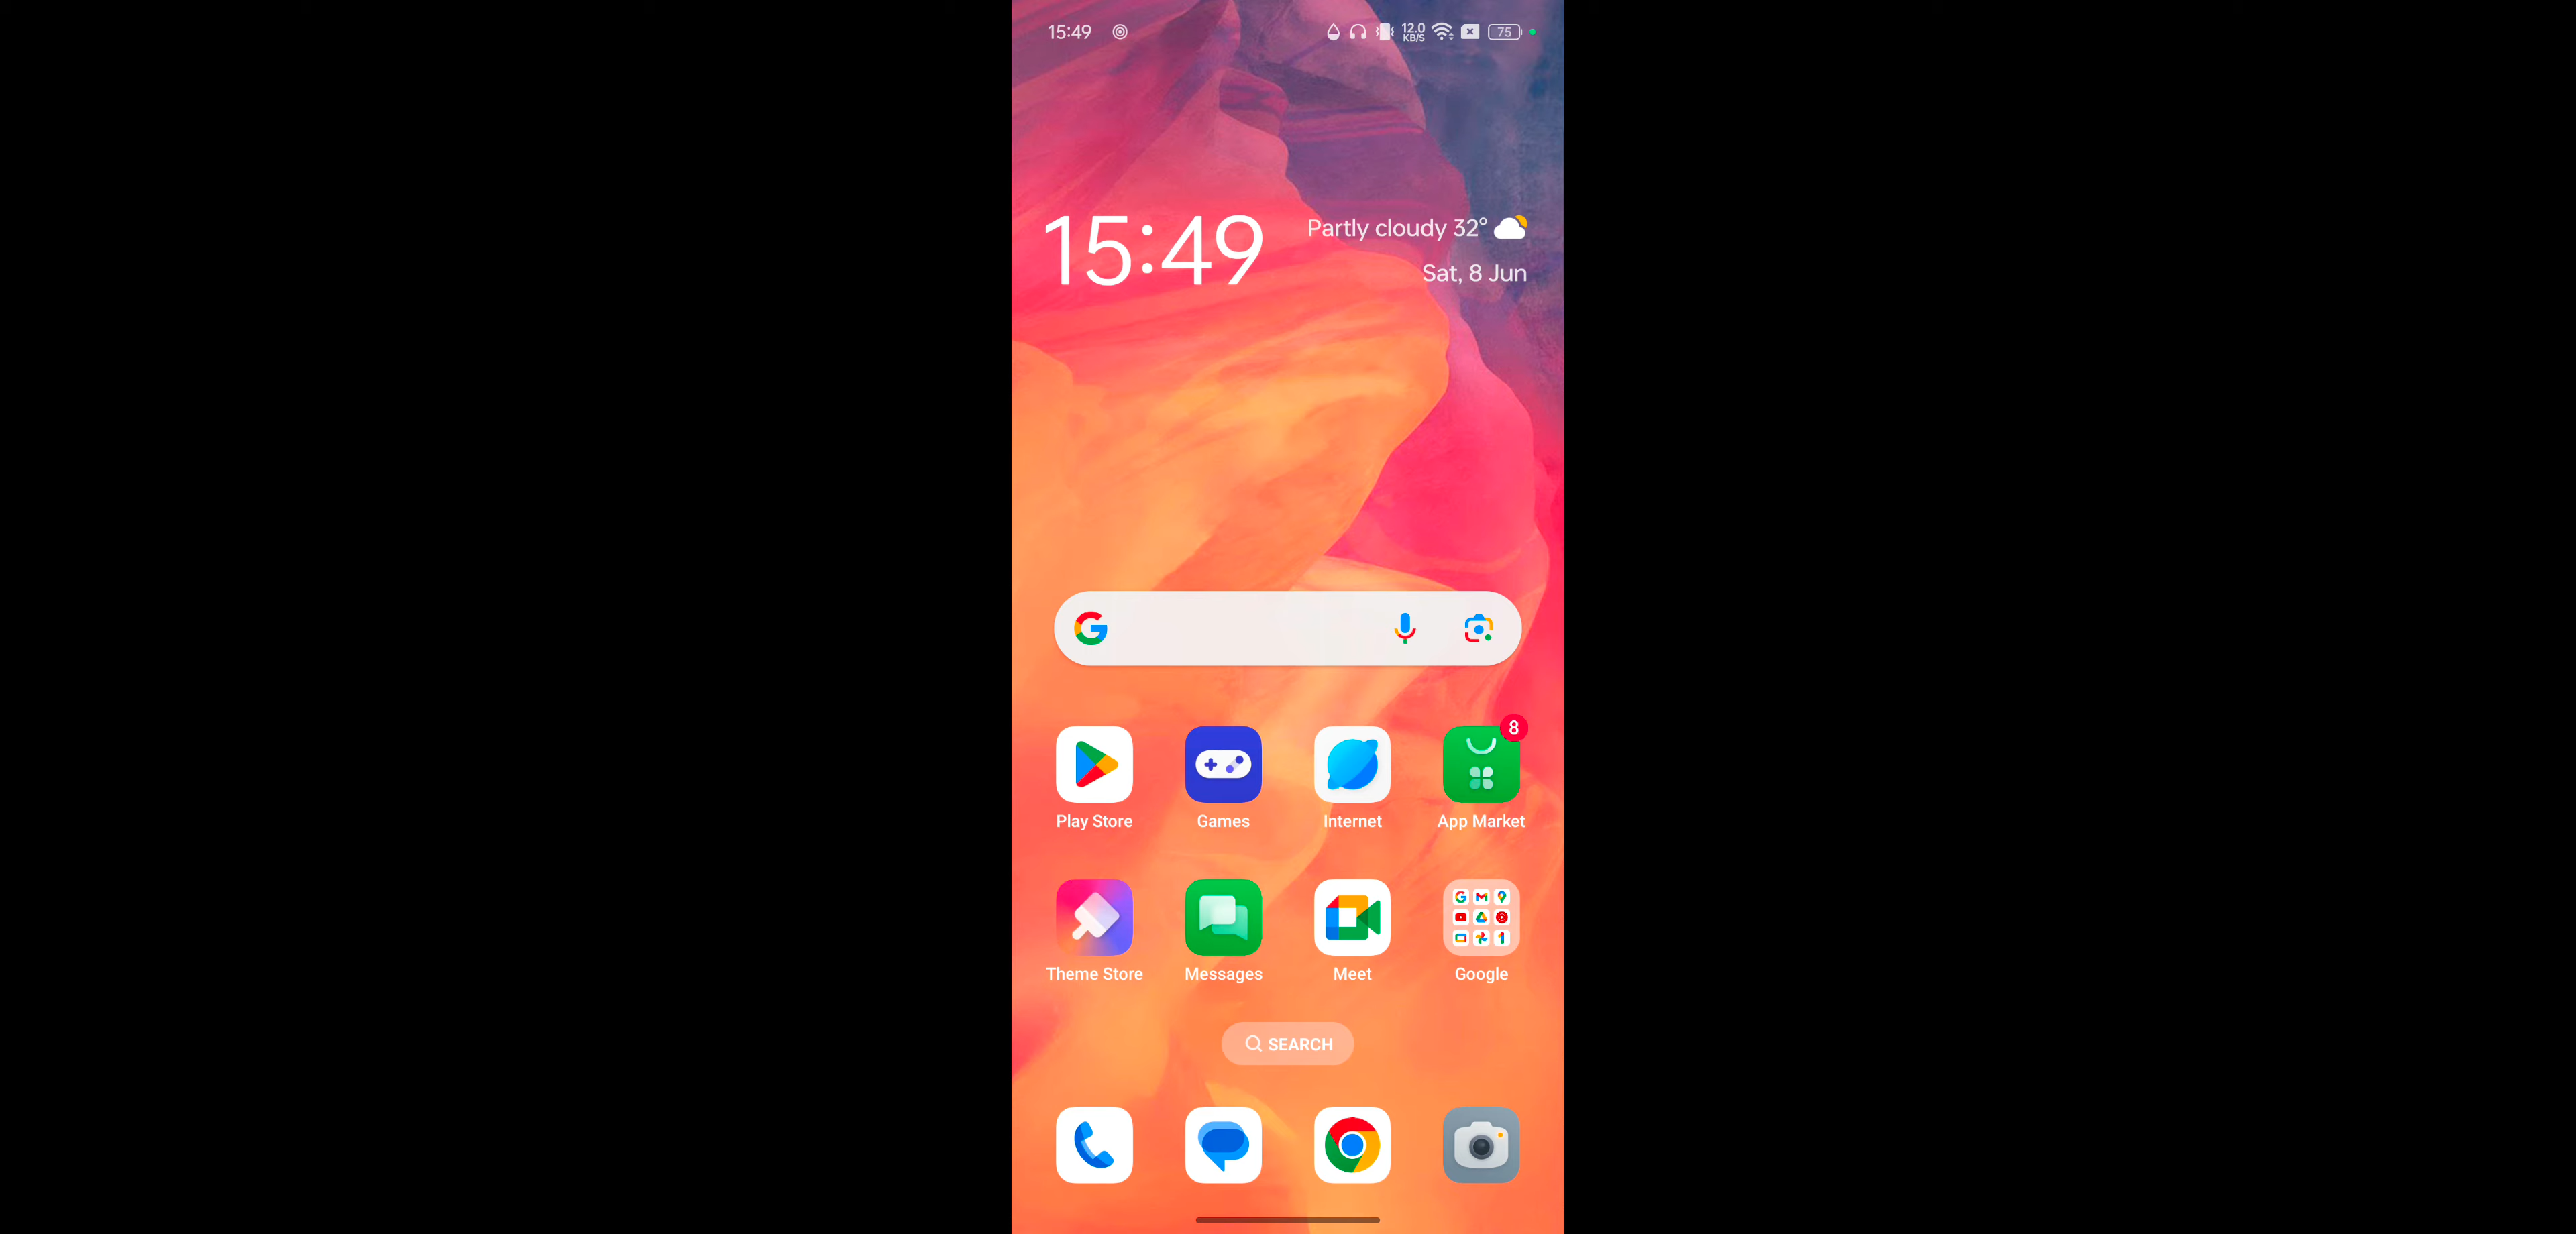 15:49
12.0
KB/S
75
15:49
Partly cloudy 32°
Sat, 8 Jun
8
Play Store
Games
Internet
App Market
Theme Store
Messages
Meet
Google
SEARCH